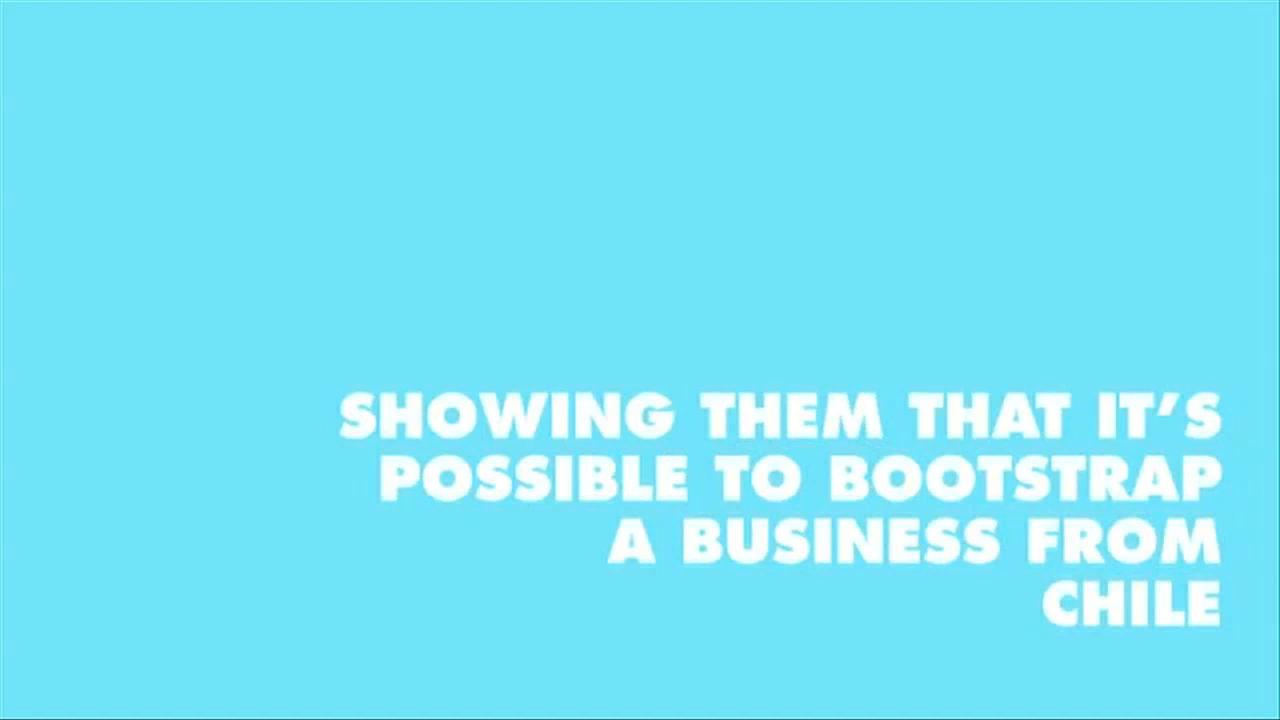 SHOWING THEM THAT IT’S
POSSIBLE TO BOOTSTRAP
A BUSINESS FROM
CHILE